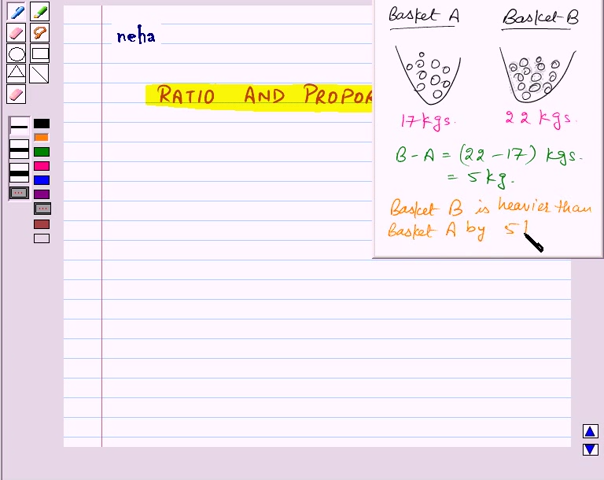 neha
RATIO AND PROPOR
Basket A Basket B
17 kgs. 22 kgs.
B - A = (22 - 17) kgs.
= 5 kg.
Basket B is heavier than
Basket A by 5